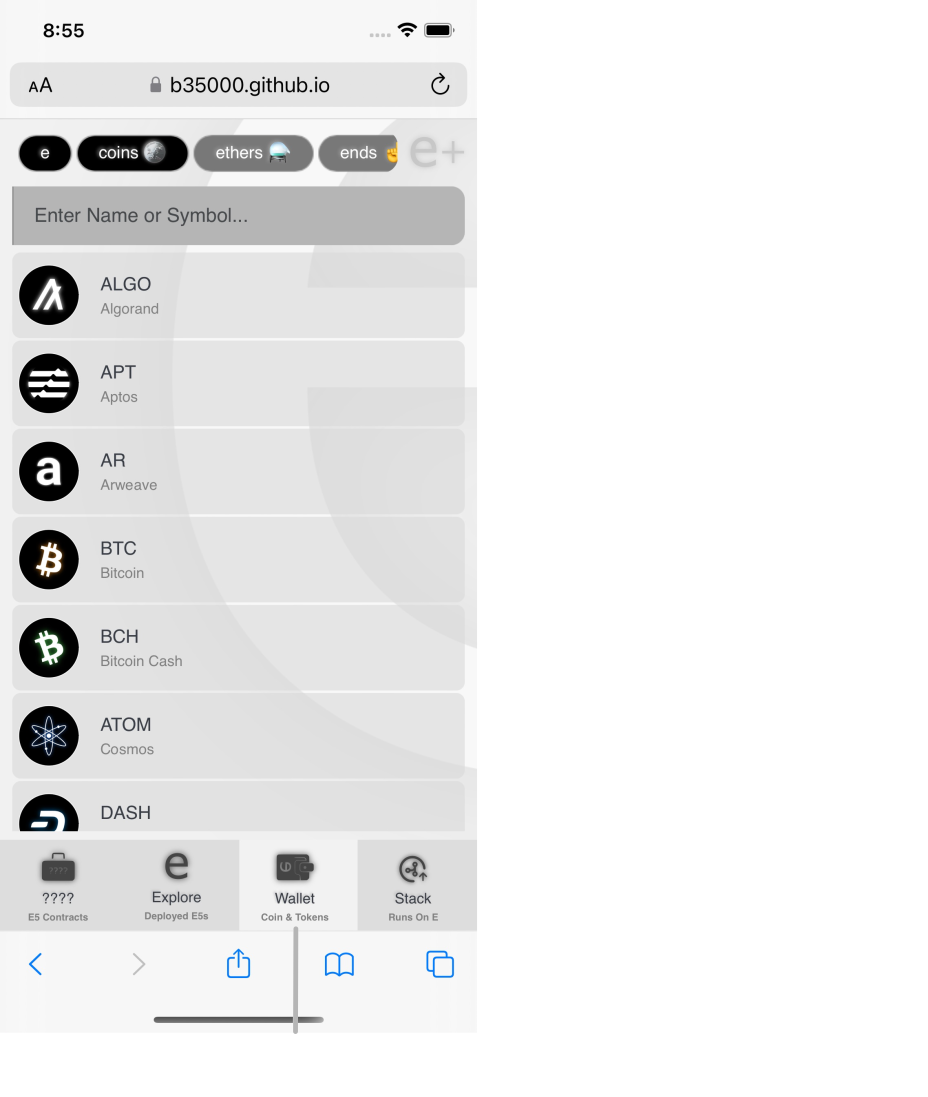 8:55
AA b35000.github.io
e coins ethers ends e+
Enter Name or Symbol...
ALGO
Algorand
APT
Aptos
AR
Arweave
BTC
Bitcoin
BCH
Bitcoin Cash
ATOM
Cosmos
DASH
???? Explore Wallet Stack
E5 Contracts Deployed E5s Coin & Tokens Runs On E